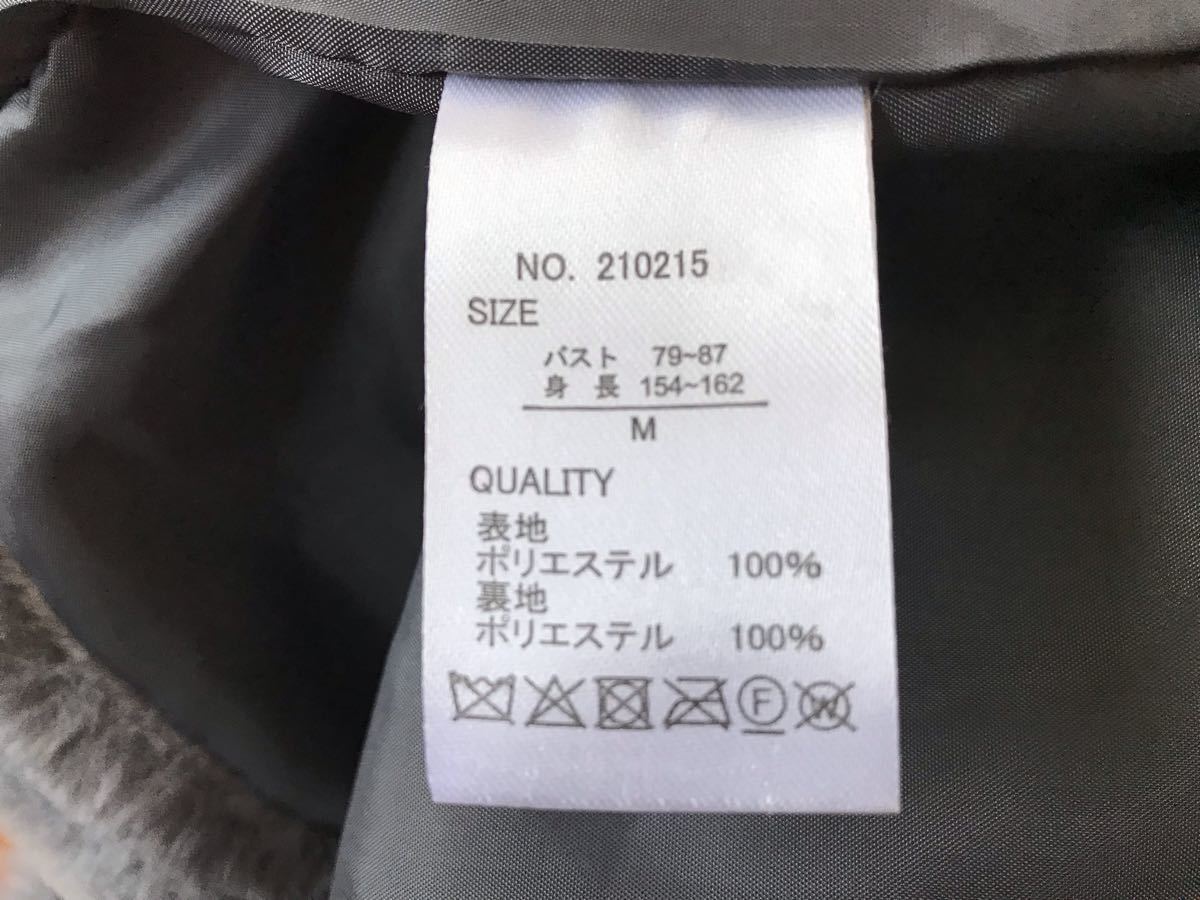 NO. 210215
SIZE
バスト 79~87
身 長 154~162
M
QUALITY
表地
ポリエステル 100%
裏地
ポリエステル 100%
F W